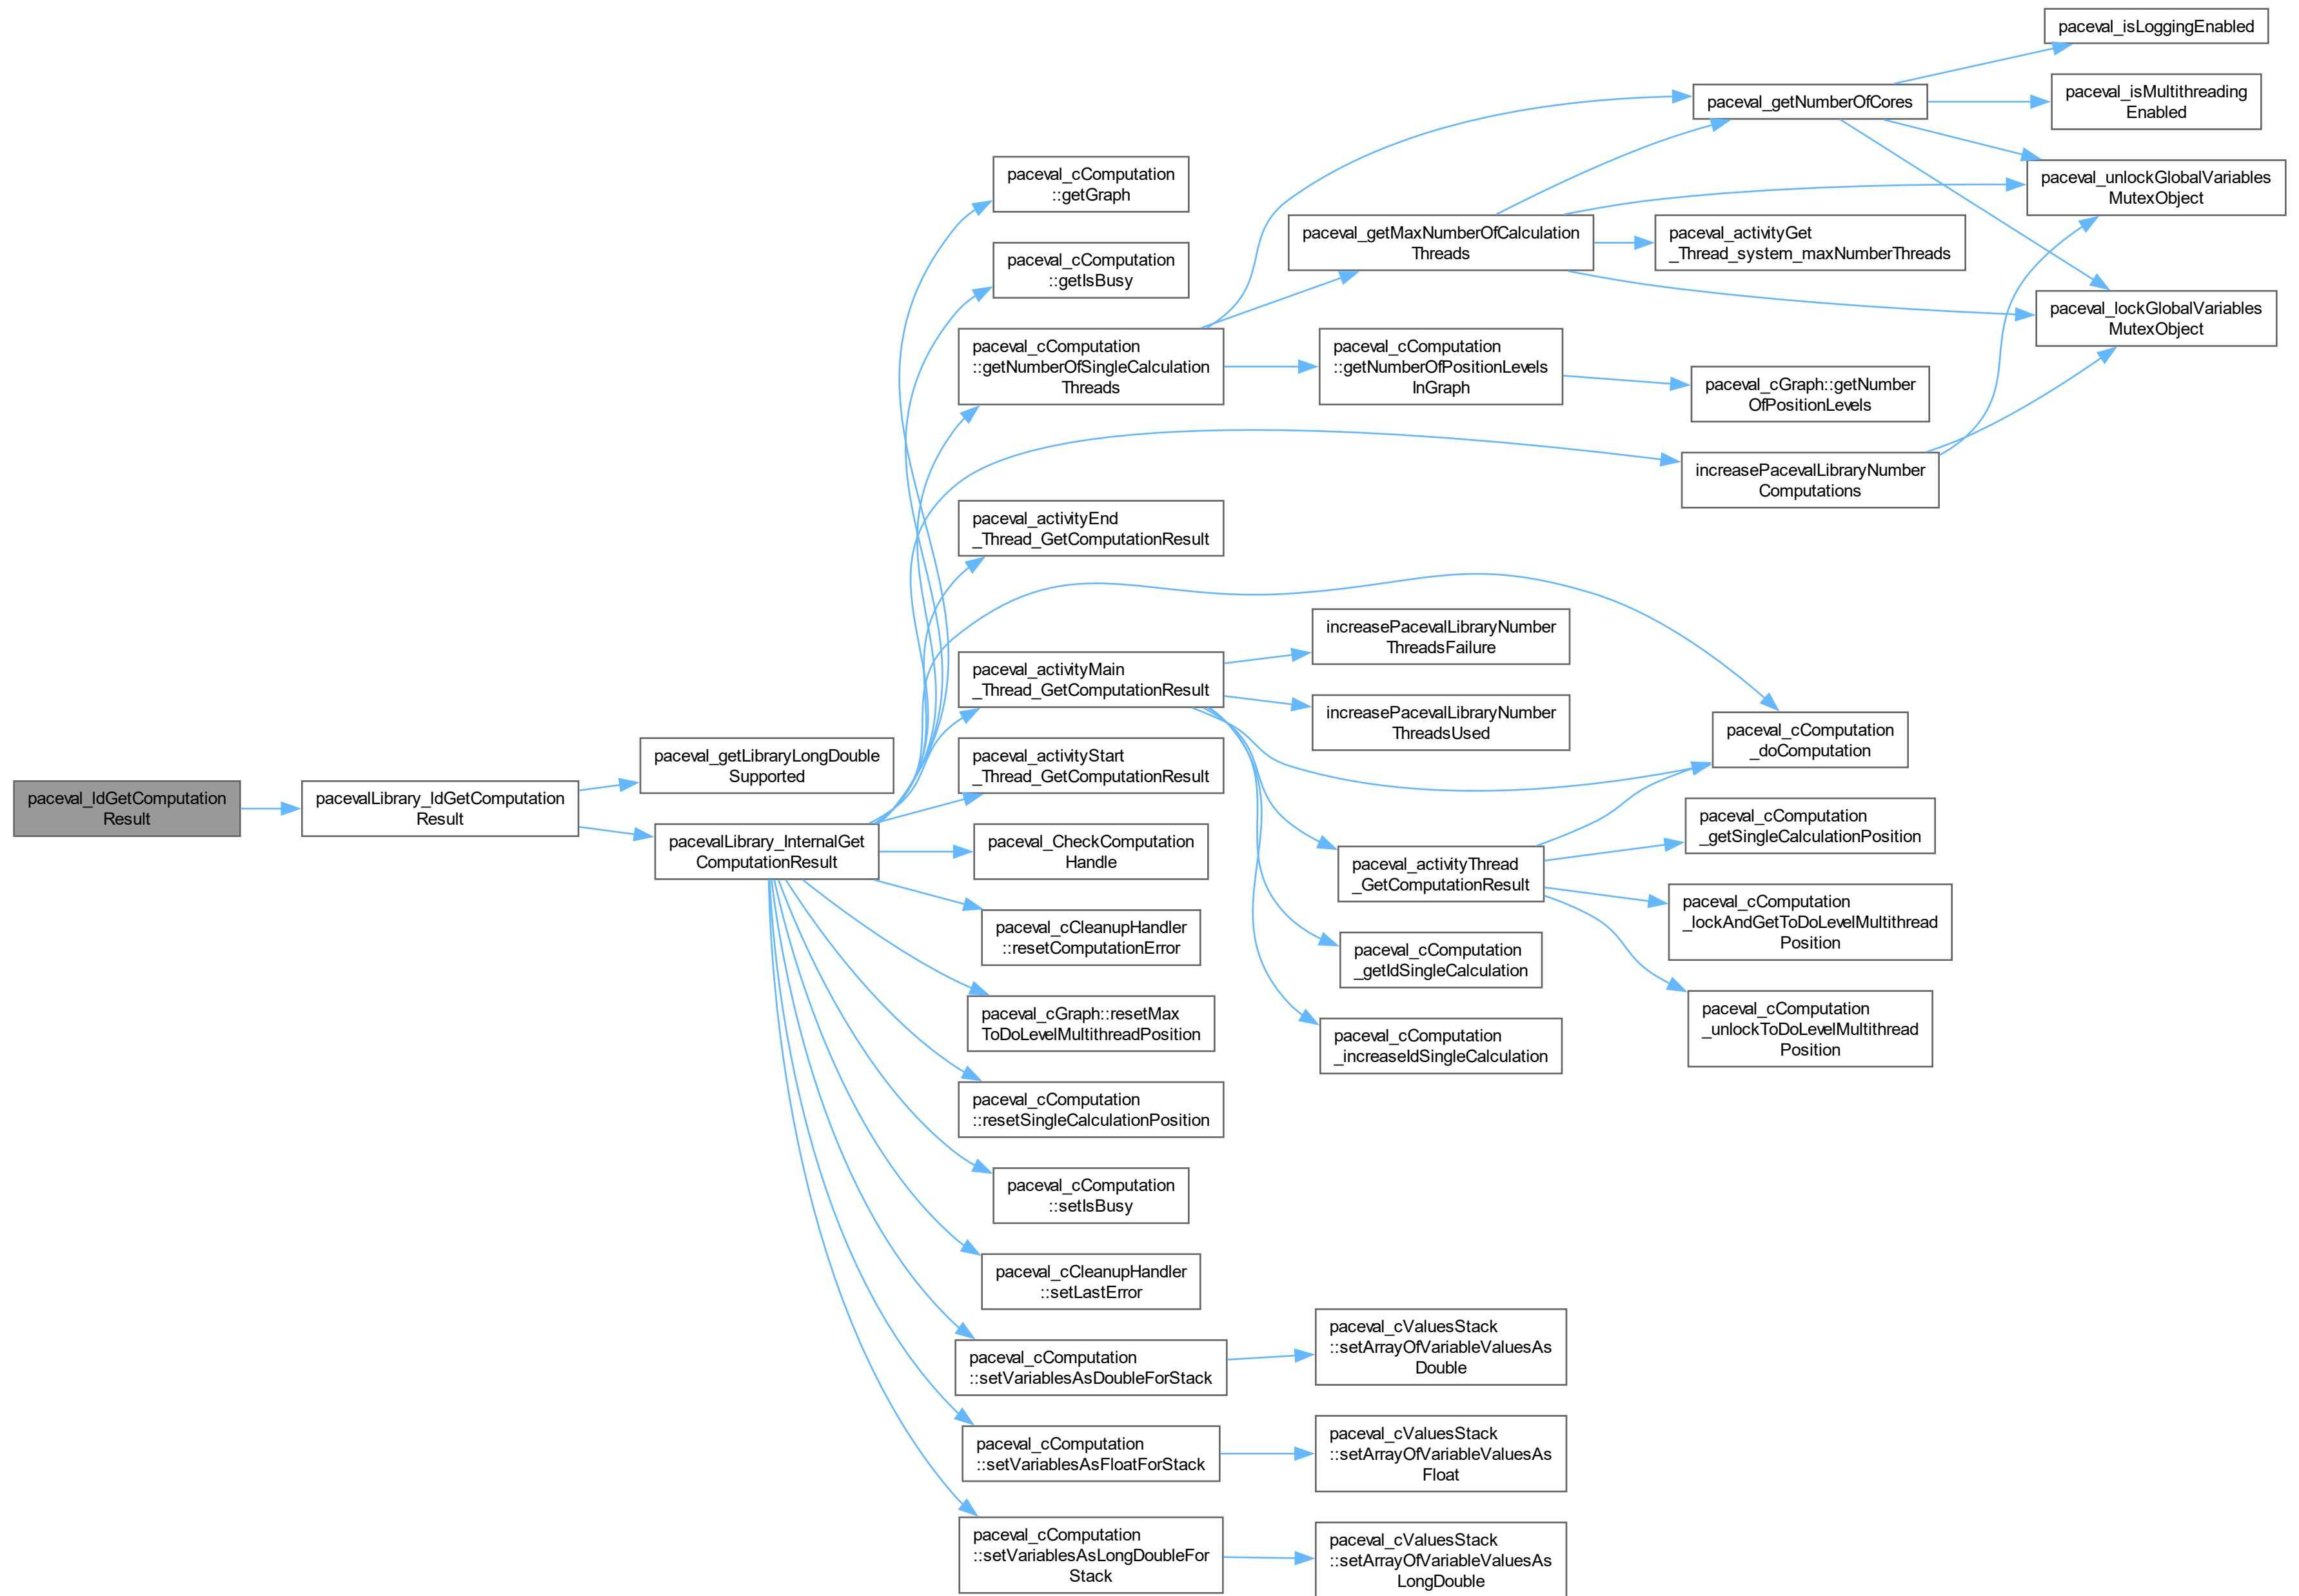 paceval_ldGetComputation
Result
pacevalLibrary_ldGetComputation
Result
paceval_getLibraryLongDouble
Supported
pacevalLibrary_InternalGet
ComputationResult
paceval_cComputation
::getGraph
paceval_cComputation
::getIsBusy
paceval_cComputation
::getNumberOfSingleCalculation
Threads
paceval_activityEnd
_Thread_GetComputationResult
paceval_activityMain
_Thread_GetComputationResult
paceval_activityStart
_Thread_GetComputationResult
paceval_CheckComputation
Handle
paceval_cCleanupHandler
::resetComputationError
paceval_cGraph::resetMax
ToDoLevelMultithreadPosition
paceval_cComputation
::resetSingleCalculationPosition
paceval_cComputation
::setIsBusy
paceval_cCleanupHandler
::setLastError
paceval_cComputation
::setVariablesAsDoubleForStack
paceval_cComputation
::setVariablesAsFloatForStack
paceval_cComputation
::setVariablesAsLongDoubleFor
Stack
paceval_getMaxNumberOfCalculation
Threads
paceval_cComputation
::getNumberOfPositionLevels
InGraph
increasePacevalLibraryNumber
ThreadsFailure
increasePacevalLibraryNumber
ThreadsUsed
paceval_activityThread
_GetComputationResult
paceval_cComputation
_getIdSingleCalculation
paceval_cComputation
_increaseIdSingleCalculation
paceval_cValuesStack
::setArrayOfVariableValuesAs
Double
paceval_cValuesStack
::setArrayOfVariableValuesAs
Float
paceval_cValuesStack
::setArrayOfVariableValuesAs
LongDouble
paceval_getNumberOfCores
paceval_activityGet
_Thread_system_maxNumberThreads
paceval_cGraph::getNumber
OfPositionLevels
increasePacevalLibraryNumber
Computations
paceval_cComputation
_doComputation
paceval_cComputation
_getSingleCalculationPosition
paceval_cComputation
_lockAndGetToDoLevelMultithread
Position
paceval_cComputation
_unlockToDoLevelMultithread
Position
paceval_isLoggingEnabled
paceval_isMultithreading
Enabled
paceval_unlockGlobalVariables
MutexObject
paceval_lockGlobalVariables
MutexObject